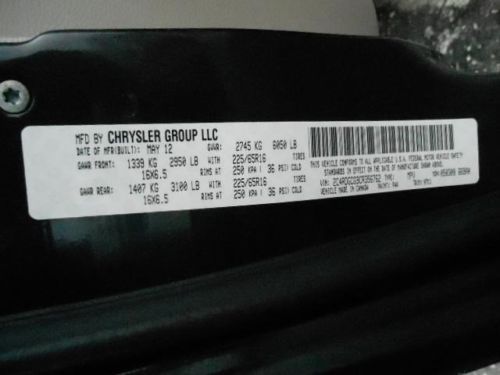 MFD BY CHRYSLER GROUP LLC
DATE OF MFR(BUILT): MAY 12 GVWR: 2745 KG 6050 LB
GAWR FRONT: 1339 KG 2950 LB WITH 225/65R16 TIRES
16X6.5 RIMS AT 250 KPA ( 36 PSI) COLD
GAWR REAR: 1407 KG 3100 LB WITH 225/65R16 TIRES
16X6.5 RIMS AT 250 KPA ( 36 PSI) COLD
THIS VEHICLE CONFORMS TO ALL APPLICABLE U.S.A. FEDERAL MOTOR VEHICLE SAFETY
STANDARDS IN EFFECT ON THE DATE OF MANUFACTURE SHOWN ABOVE.
VIN: TYPE: MPV
VEHICLE MADE IN CANADA